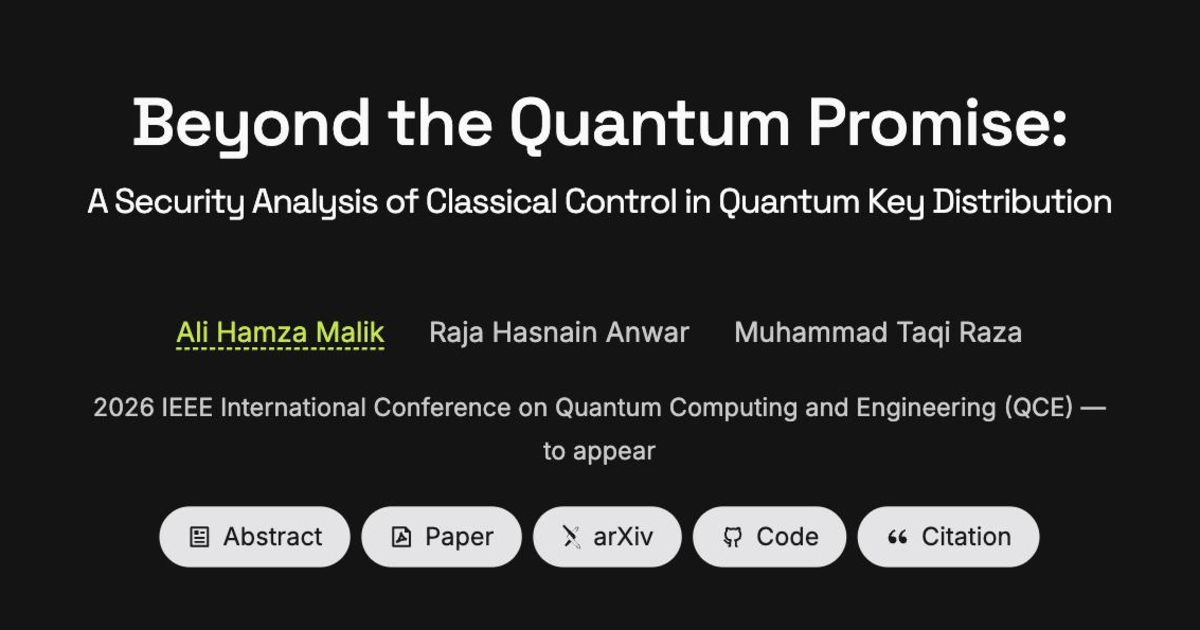 Beyond the Quantum Promise:
A Security Analysis of Classical Control in Quantum Key Distribution
Ali Hamza Malik Raja Hasnain Anwar Muhammad Taqi Raza
2026 IEEE International Conference on Quantum Computing and Engineering (QCE) —
to appear
Abstract Paper arXiv Code Citation